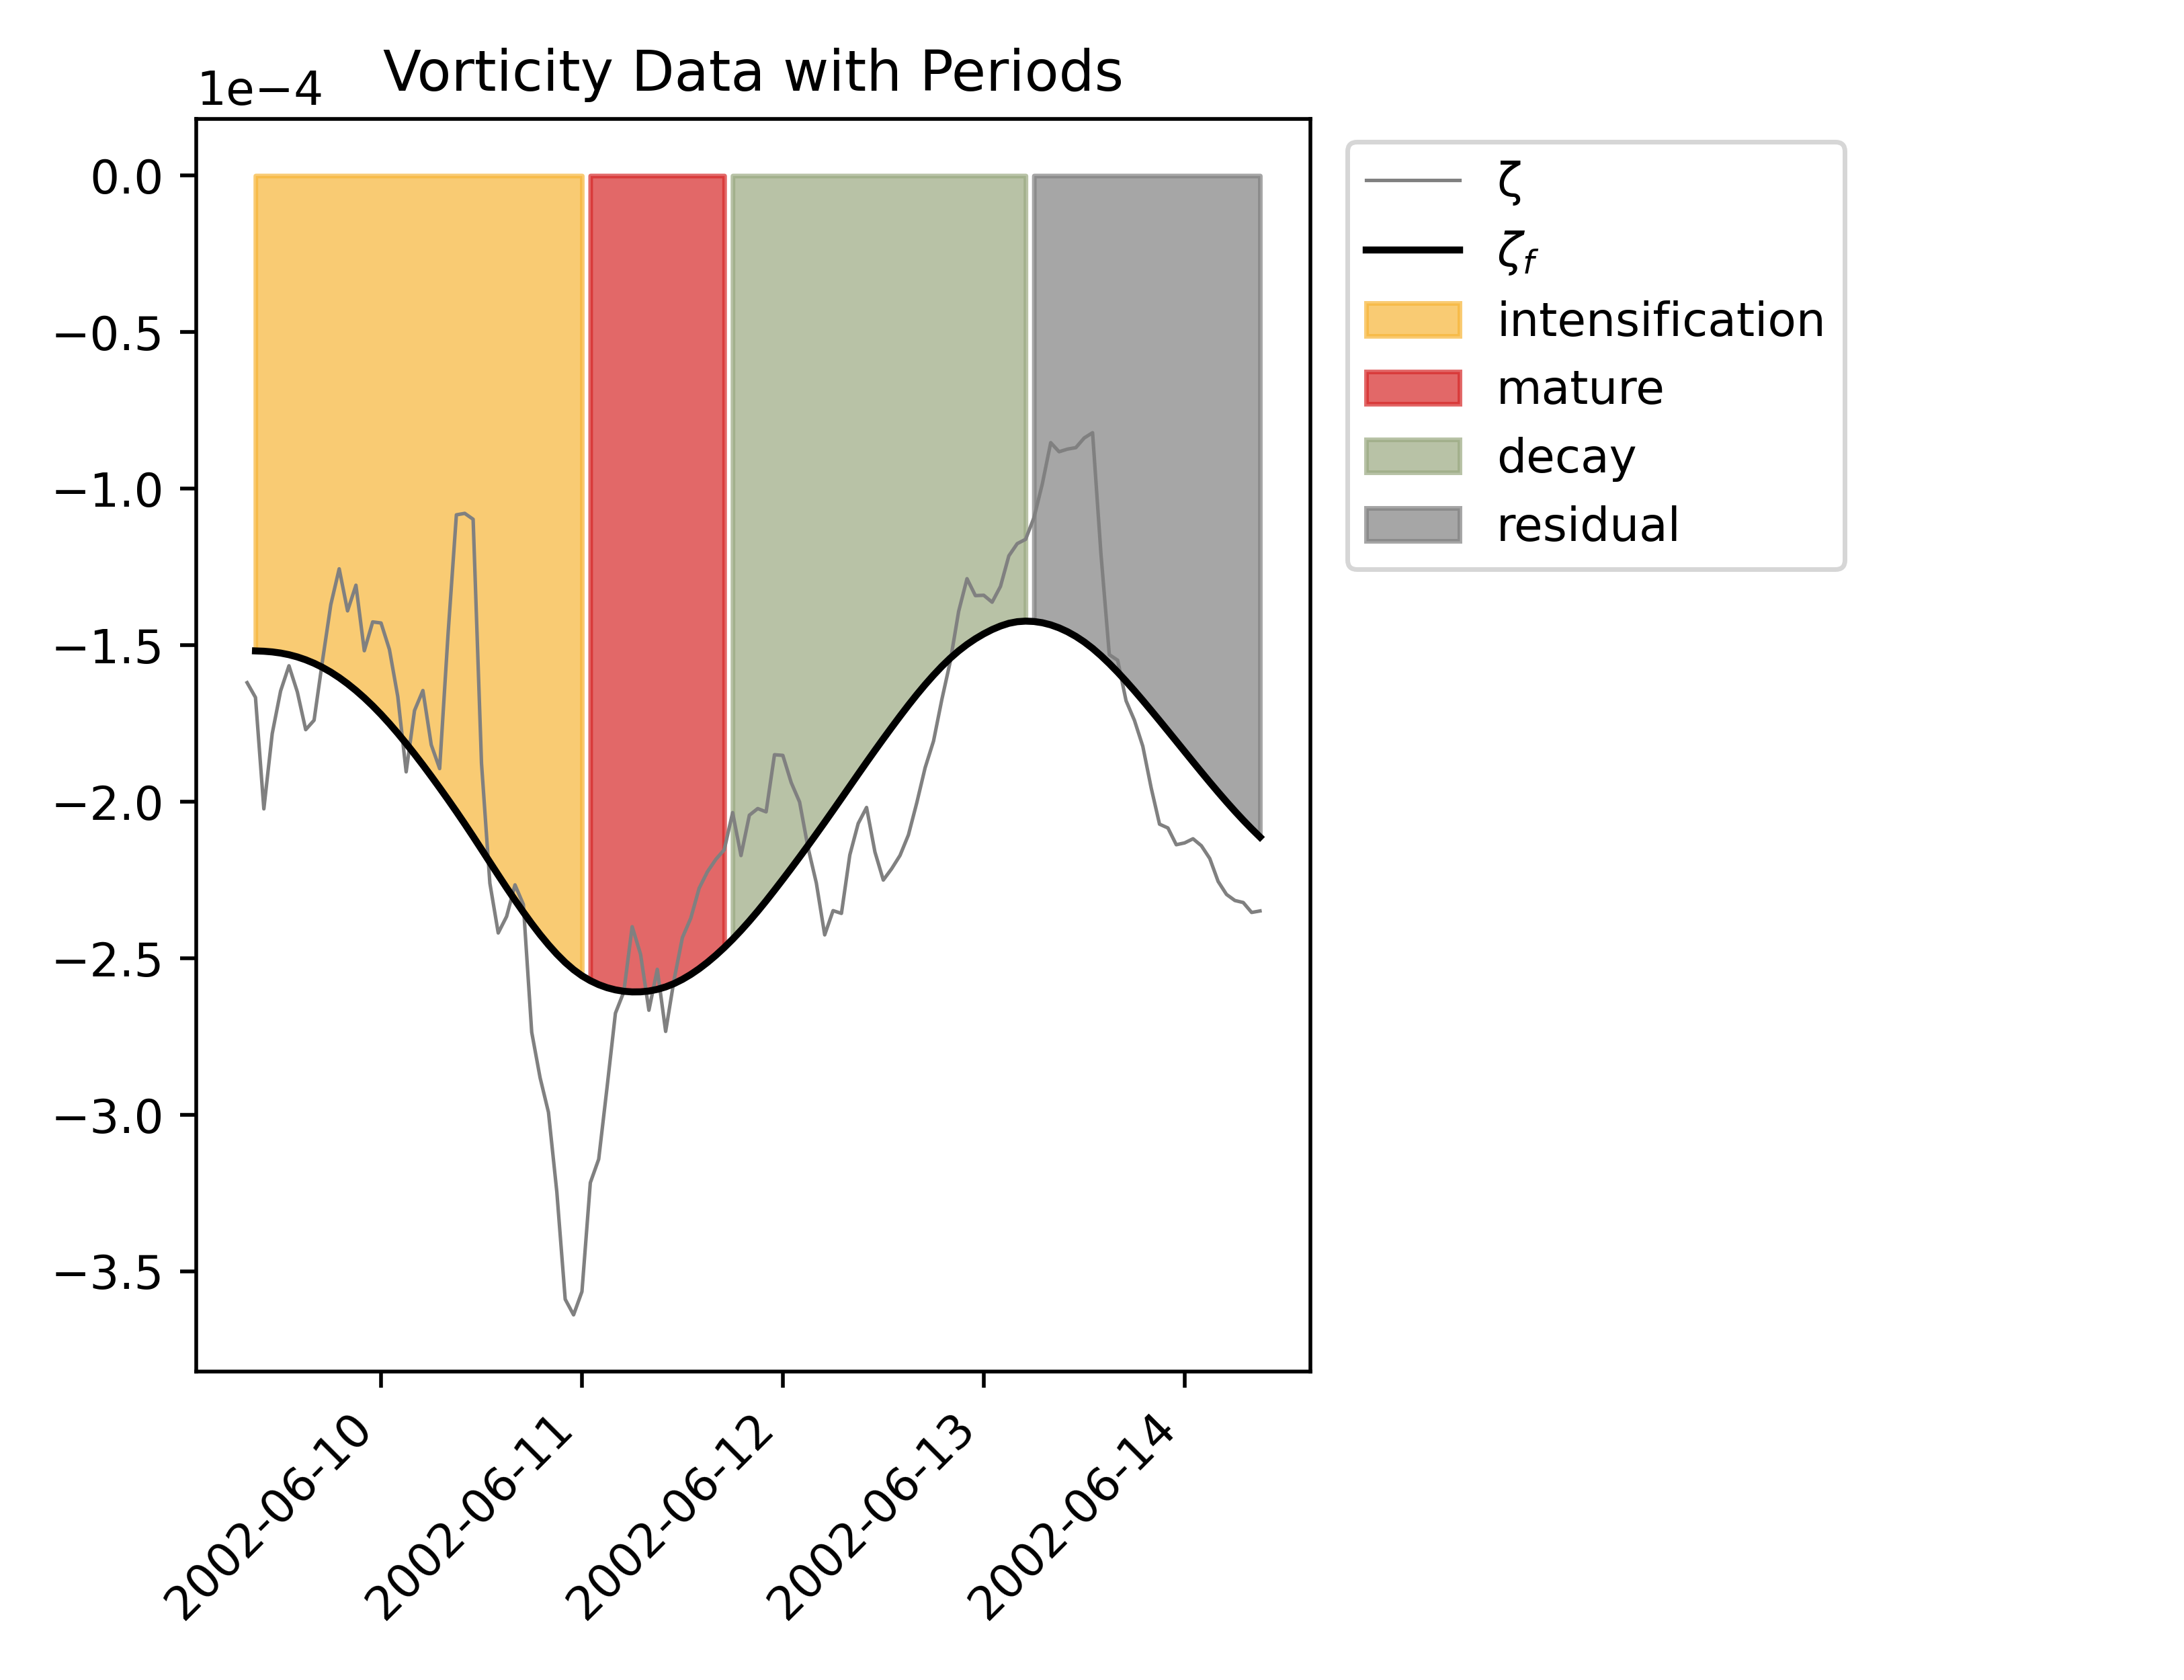 Vorticity Data with Periods
1e−4
0.0
−0.5
−1.0
−1.5
−2.0
−2.5
−3.0
−3.5
2002-06-10
2002-06-11
2002-06-12
2002-06-13
2002-06-14
ζ
ζf
intensification
mature
decay
residual